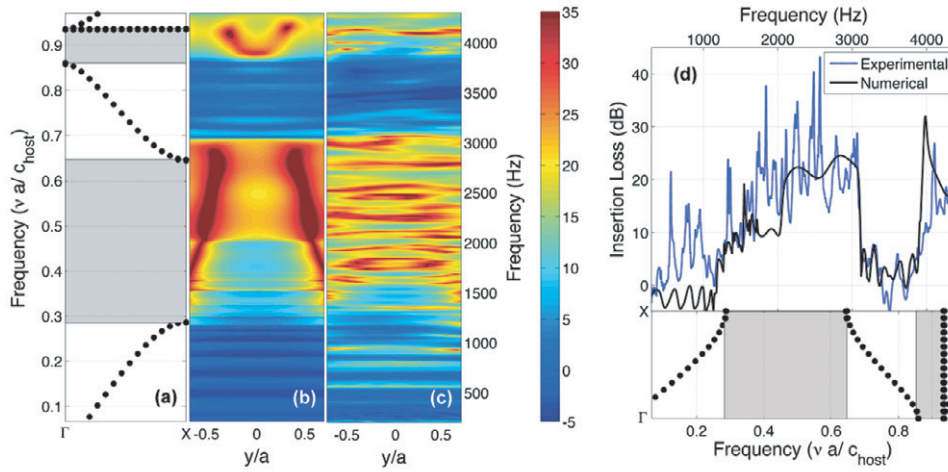 0.9
0.8
0.7
0.6
0.5
0.4
0.3
0.2
0.1
Frequency (ν a/ c_host)
(a)
Γ
X
(b)
-0.5 0 0.5
y/a
(c)
-0.5 0 0.5
y/a
4000
3500
3000
2500
2000
1500
1000
500
Frequency (Hz)
35
30
25
20
15
10
5
0
-5
Frequency (Hz)
1000 2000 3000 4000
(d)
Experimental
Numerical
40
30
20
10
0
Insertion Loss (dB)
X
Γ
0.2 0.4 0.6 0.8
Frequency (ν a/ c_host)